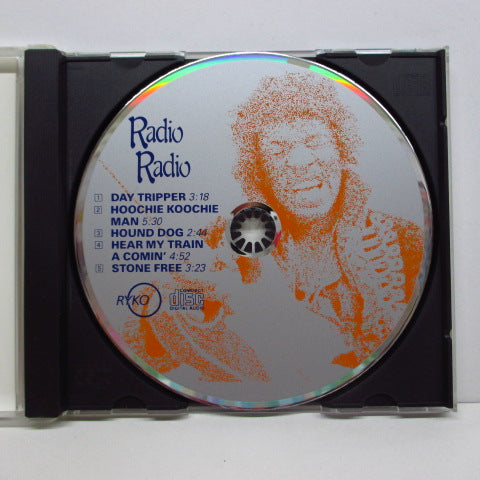 Radio
Radio
1 DAY TRIPPER 3:18
2 HOOCHIE KOOCHIE
MAN 5:30
3 HOUND DOG 2:44
4 HEAR MY TRAIN
A COMIN' 4:52
5 STONE FREE 3:23
RYKO
COMPACT
disc
DIGITAL AUDIO